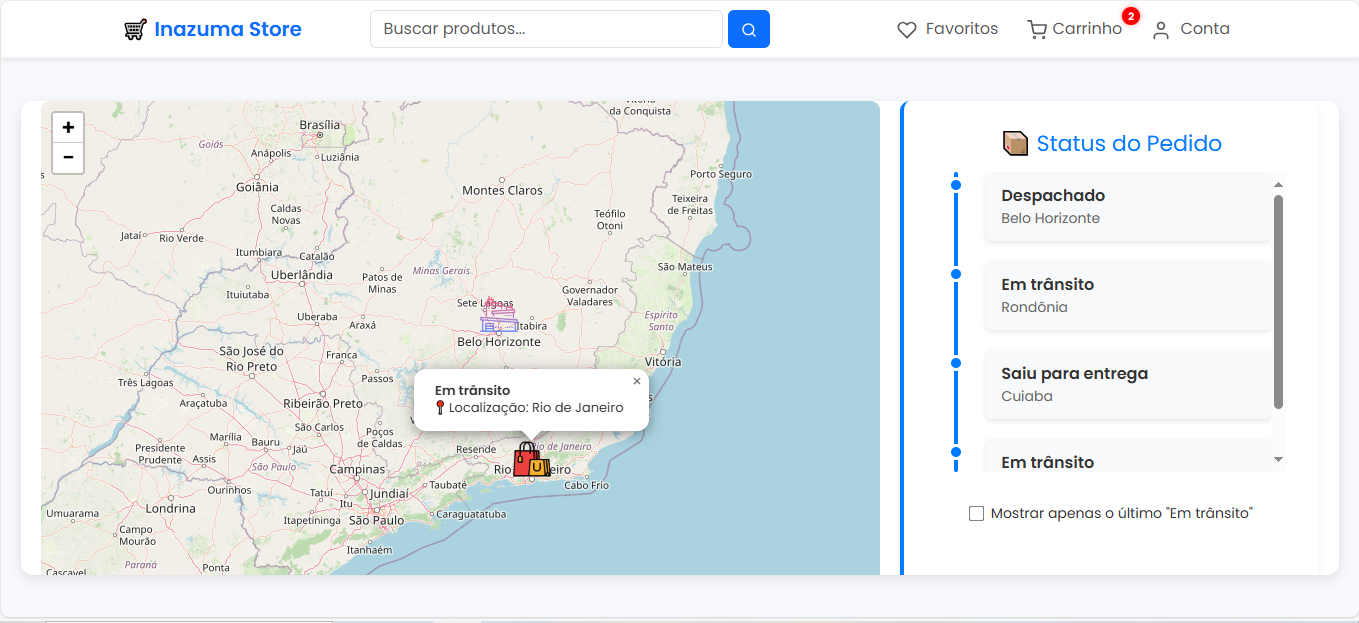 Inazuma Store
Buscar produtos...
Favoritos
Carrinho
2
Conta
+
−
da Conquista
Brasília
Goiás
Anápolis
Luziânia
Goiânia
Porto Seguro
Montes Claros
Caldas
Novas
Teixeira
de Freitas
Teófilo
Otoni
Jataí
Rio Verde
Itumbiara
Catalão
Uberlândia
Patos de
Minas
Minas Gerais
São Mateus
Ituiutaba
Governador
Valadares
Sete Lagoas
Uberaba
Araxá
Itabira
Espírito
Santo
Belo Horizonte
São José do
Rio Preto
Franca
Vitória
Três Lagoas
Passos
Em trânsito
Localização: Rio de Janeiro
×
Araçatuba
Ribeirão Preto
São Carlos
Poços
de Caldas
Marília
Bauru
Jaú
Presidente
Prudente
Assis
São Paulo
Campinas
Resende
Rio de Janeiro
Cabo Frio
Ourinhos
Tatuí
Jundiaí
Taubaté
Itu
Umuarama
Londrina
Itapetininga
São Paulo
Caraguatatuba
Campo
Mourão
Itanhaém
Paraná
Ponta
Cascavel
Status do Pedido
Despachado
Belo Horizonte
Em trânsito
Rondônia
Saiu para entrega
Cuiaba
Em trânsito
Mostrar apenas o último "Em trânsito"